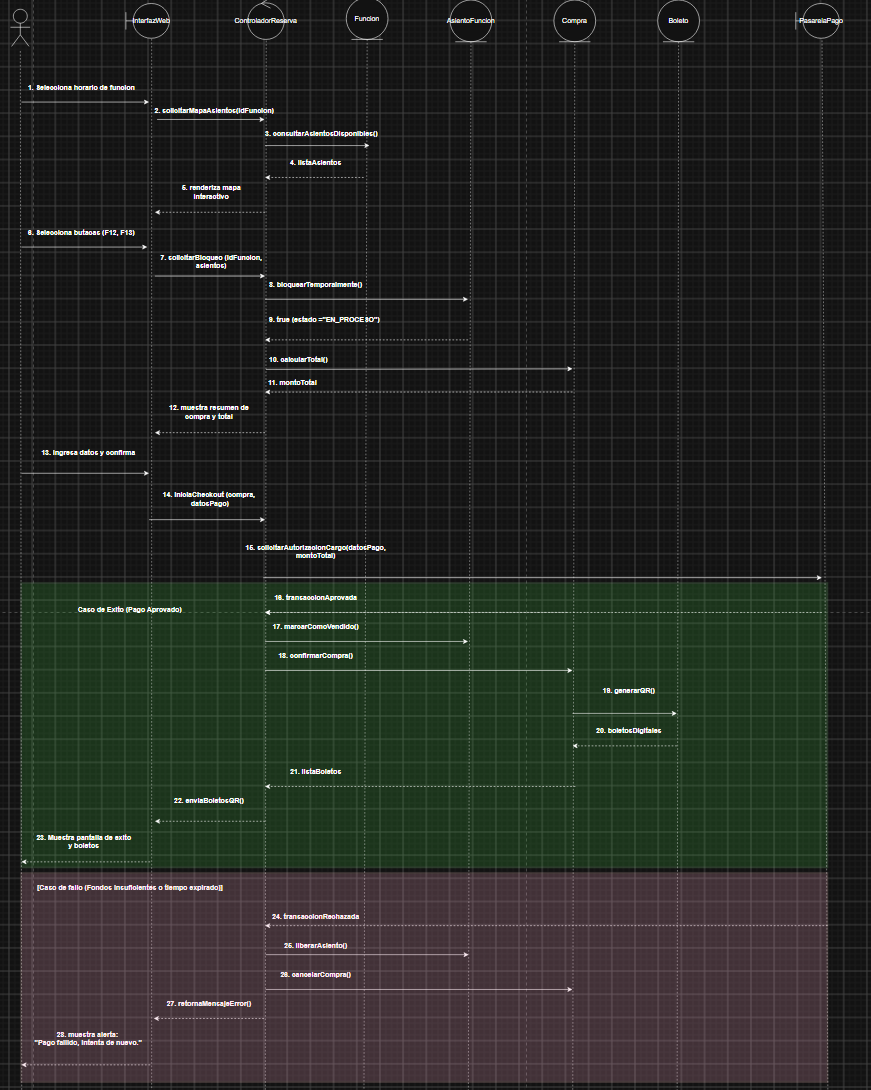 InterfazWeb
ControladorReserva
Funcion
AsientoFuncion
Compra
Boleto
PasarelaPago
1. Selecciona horario de funcion
2. solicitarMapaAsientos(idFuncion)
3. consultarAsientosDisponibles()
4. listaAsientos
5. renderiza mapa
interactivo
6. Selecciona butacas (F12, F13)
7. solicitarBloqueo (idFuncion,
asientos)
8. bloquearTemporalmente()
9. true (estado ="EN_PROCESO")
10. calcularTotal()
11. montoTotal
12. muestra resumen de
compra y total
13. Ingresa datos y confirma
14. iniciaCheckout (compra,
datosPago)
15. solicitarAutorizacionCargo(datosPago,
montoTotal)
16. transaccionAprovada
Caso de Exito (Pago Aprovado)
17. marcarComoVendido()
18. confirmarCompra()
19. generarQR()
20. boletosDigitales
21. listaBoletos
22. enviaBoletosQR()
23. Muestra pantalla de exito
y boletos
[Caso de fallo (Fondos insuficientes o tiempo expirado)]
24. transaccionRechazada
25. liberarAsiento()
26. cancelarCompra()
27. retornaMensajeError()
28. muestra alerta:
"Pago fallido, intenta de nuevo."